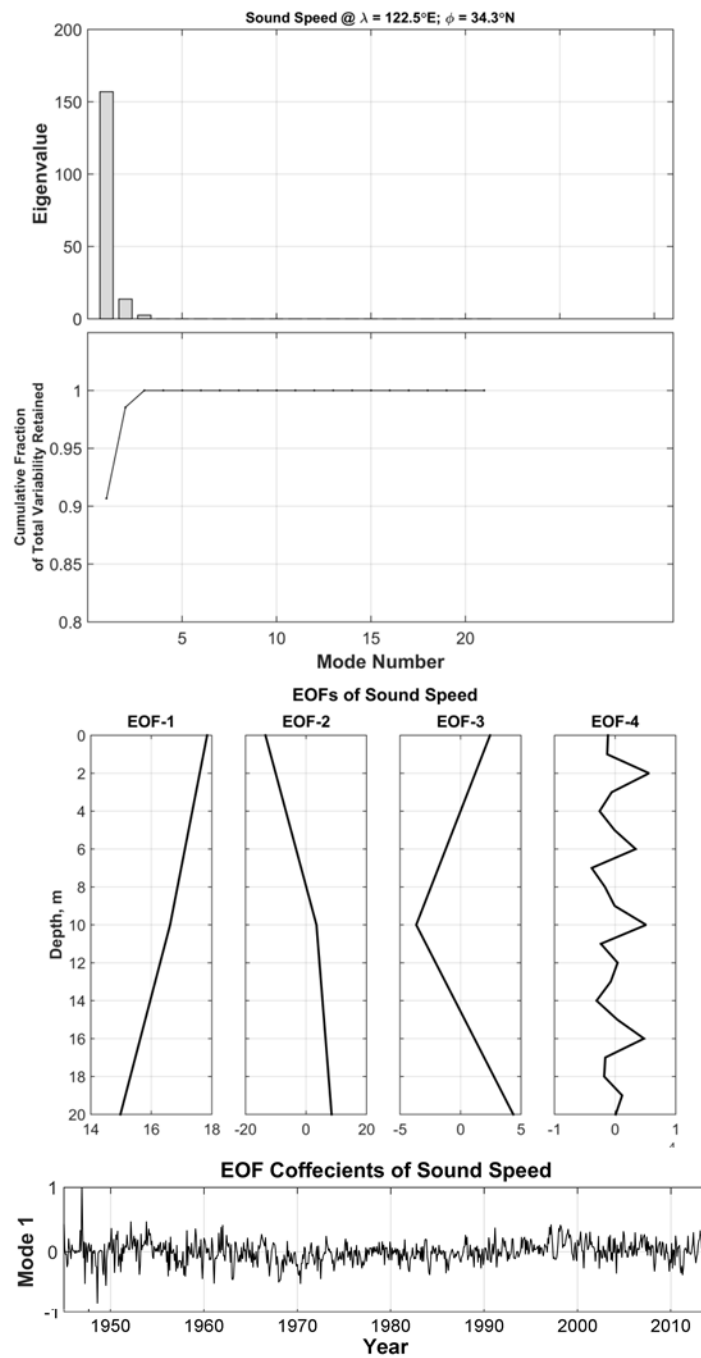 Sound Speed @ λ = 122.5°E; ϕ = 34.3°N
200
150
100
50
0
Eigenvalue
1
0.95
0.9
0.85
0.8
Cumulative Fraction
of Total Variability Retained
5 10 15 20
Mode Number
EOFs of Sound Speed
EOF-1 EOF-2 EOF-3 EOF-4
0
2
4
6
8
10
12
14
16
18
20
Depth, m
14 16 18 -20 0 20 -5 0 5 -1 0 1
EOF Coffecients of Sound Speed
1
0
-1
Mode 1
1950 1960 1970 1980 1990 2000 2010
Year